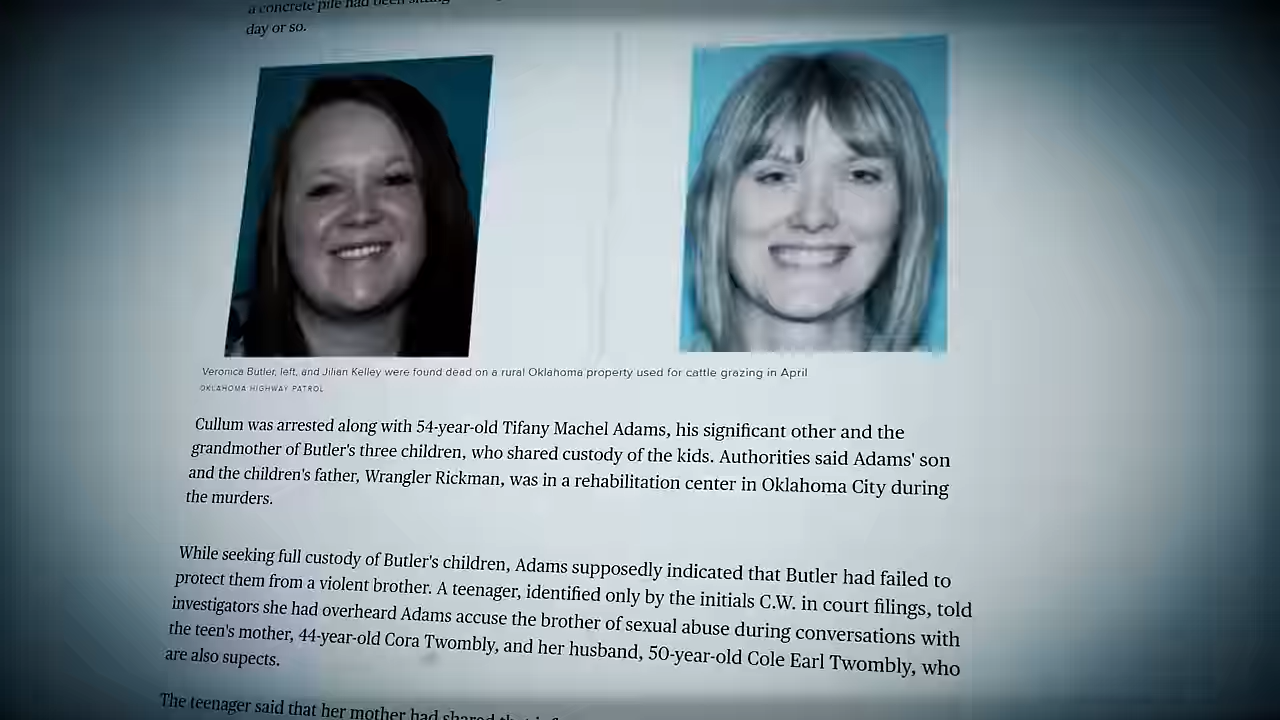 a concrete pile had been sitting
day or so.
Veronica Butler, left, and Jilian Kelley were found dead on a rural Oklahoma property used for cattle grazing in April
OKLAHOMA HIGHWAY PATROL
Cullum was arrested along with 54-year-old Tifany Machel Adams, his significant other and the
grandmother of Butler's three children, who shared custody of the kids. Authorities said Adams' son
and the children's father, Wrangler Rickman, was in a rehabilitation center in Oklahoma City during
the murders.
While seeking full custody of Butler's children, Adams supposedly indicated that Butler had failed to
protect them from a violent brother. A teenager, identified only by the initials C.W. in court filings, told
investigators she had overheard Adams accuse the brother of sexual abuse during conversations with
the teen's mother, 44-year-old Cora Twombly, and her husband, 50-year-old Cole Earl Twombly, who
are also supects.
The teenager said that her mother had shared that